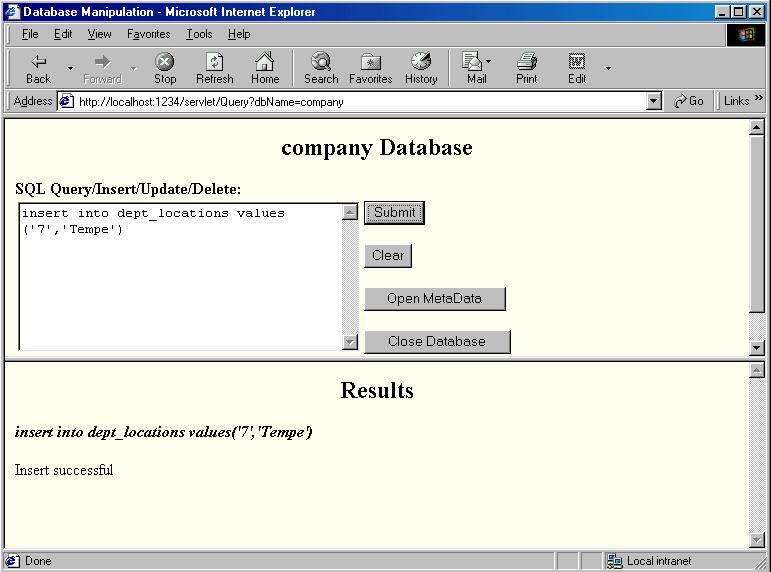 Database Manipulation - Microsoft Internet Explorer
File Edit View Favorites Tools Help
Back Forward Stop Refresh Home Search Favorites History Mail Print Edit
Address http://localhost:1234/servlet/Query?dbName=company Go Links »
company Database
SQL Query/Insert/Update/Delete:
insert into dept_locations values
('7','Tempe')
Submit
Clear
Open MetaData
Close Database
Results
insert into dept_locations values('7','Tempe')
Insert successful
Done Local intranet